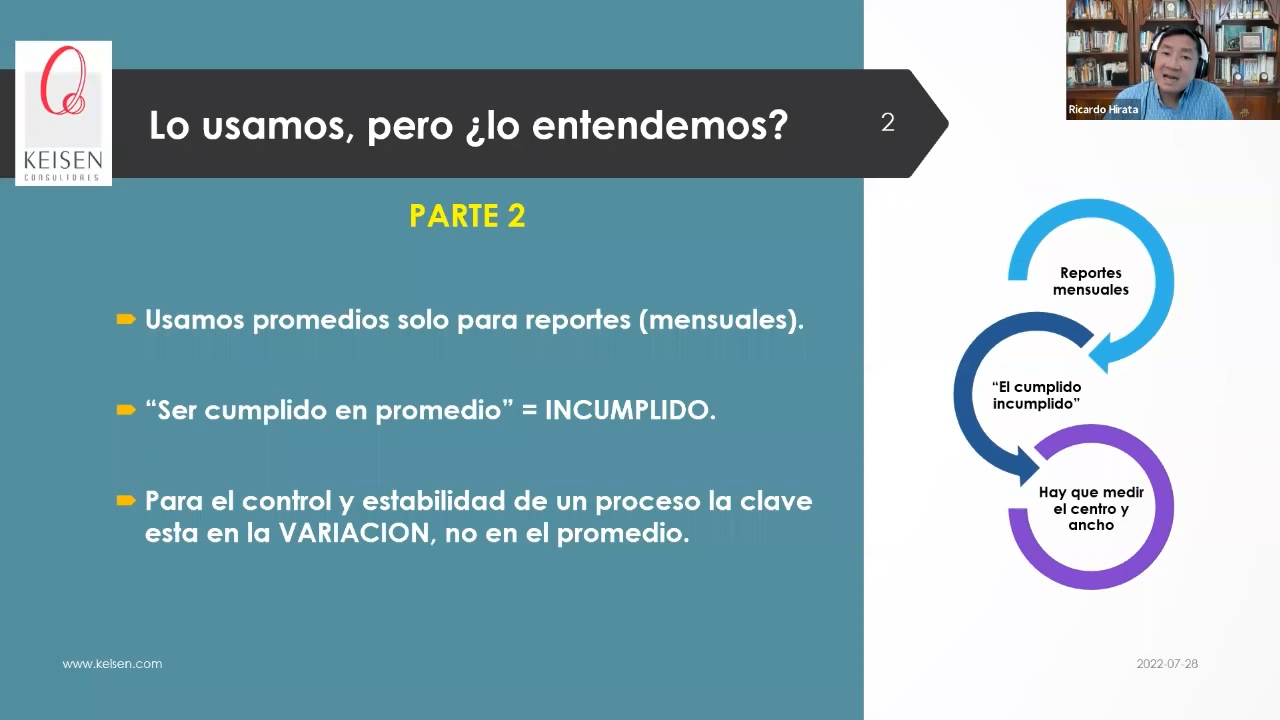 KEISEN
CONSULTORES
Lo usamos, pero ¿lo entendemos?
2
Ricardo Hirata
PARTE 2
Usamos promedios solo para reportes (mensuales).
“Ser cumplido en promedio” = INCUMPLIDO.
Para el control y estabilidad de un proceso la clave
esta en la VARIACION, no en el promedio.
Reportes
mensuales
“El cumplido
incumplido”
Hay que medir
el centro y
ancho
www.keisen.com
2022-07-28